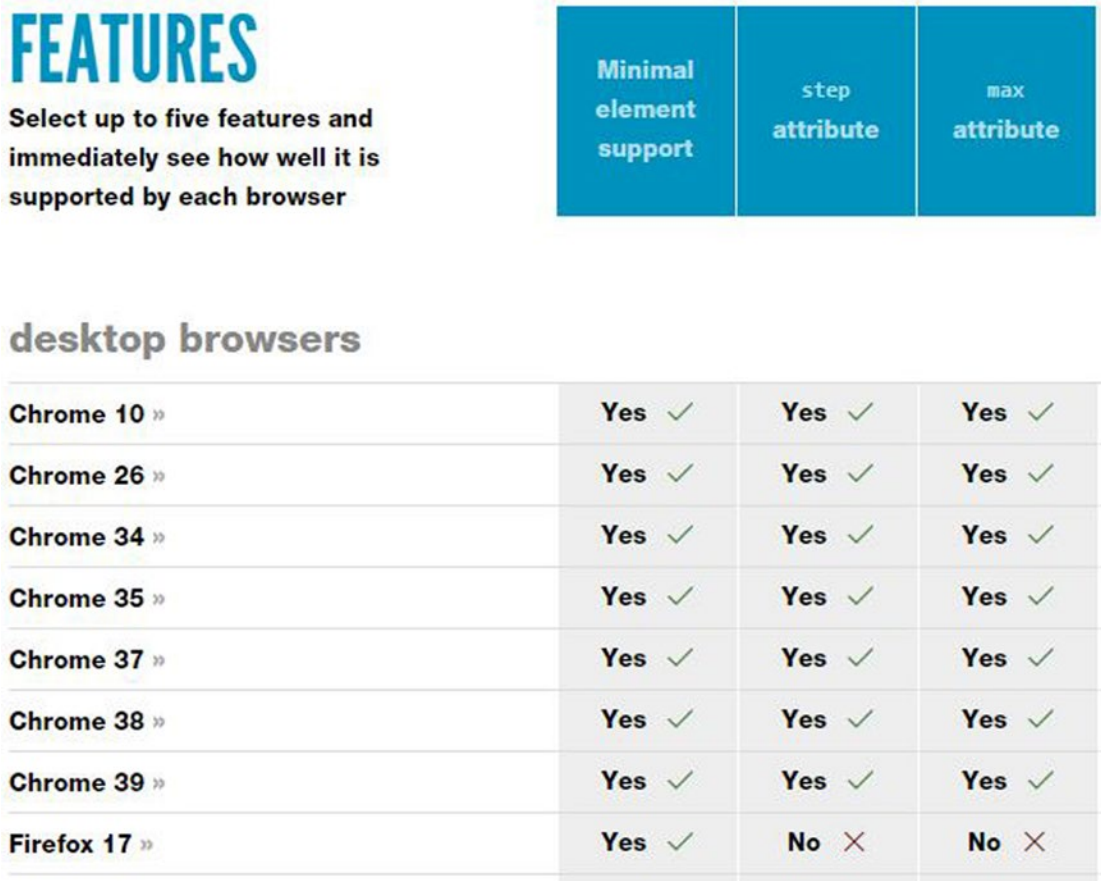 FEATURES
Select up to five features and
immediately see how well it is
supported by each browser
Minimal
element
support
step
attribute
max
attribute
desktop browsers
Chrome 10 » Yes ✓ Yes ✓ Yes ✓
Chrome 26 » Yes ✓ Yes ✓ Yes ✓
Chrome 34 » Yes ✓ Yes ✓ Yes ✓
Chrome 35 » Yes ✓ Yes ✓ Yes ✓
Chrome 37 » Yes ✓ Yes ✓ Yes ✓
Chrome 38 » Yes ✓ Yes ✓ Yes ✓
Chrome 39 » Yes ✓ Yes ✓ Yes ✓
Firefox 17 » Yes ✓ No ✗ No ✗